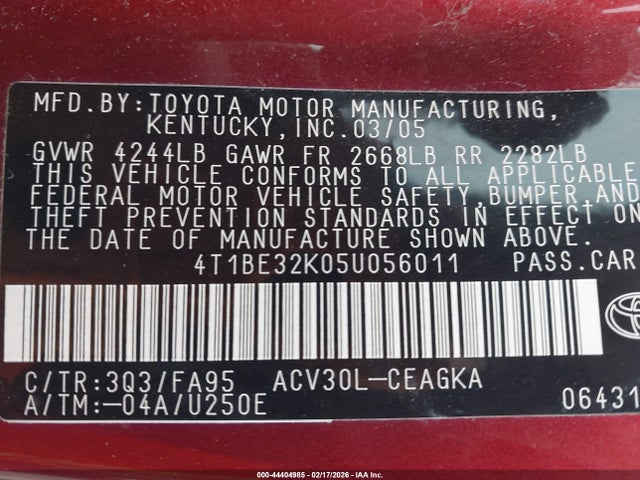 MFD.BY:TOYOTA MOTOR MANUFACTURING,
KENTUCKY,INC.03/05
GVWR 4244LB GAWR FR 2668LB RR 2282LB
THIS VEHICLE CONFORMS TO ALL APPLICABLE
FEDERAL MOTOR VEHICLE SAFETY,BUMPER,AND
THEFT PREVENTION STANDARDS IN EFFECT ON
THE DATE OF MANUFACTURE SHOWN ABOVE.
4T1BE32K05U056011 PASS.CAR
C/TR:3Q3/FA95 ACV30L-CEAGKA
A/TM:-04A/U250E
06431
000-44404985 | 02/17/2026 | IAA Inc.